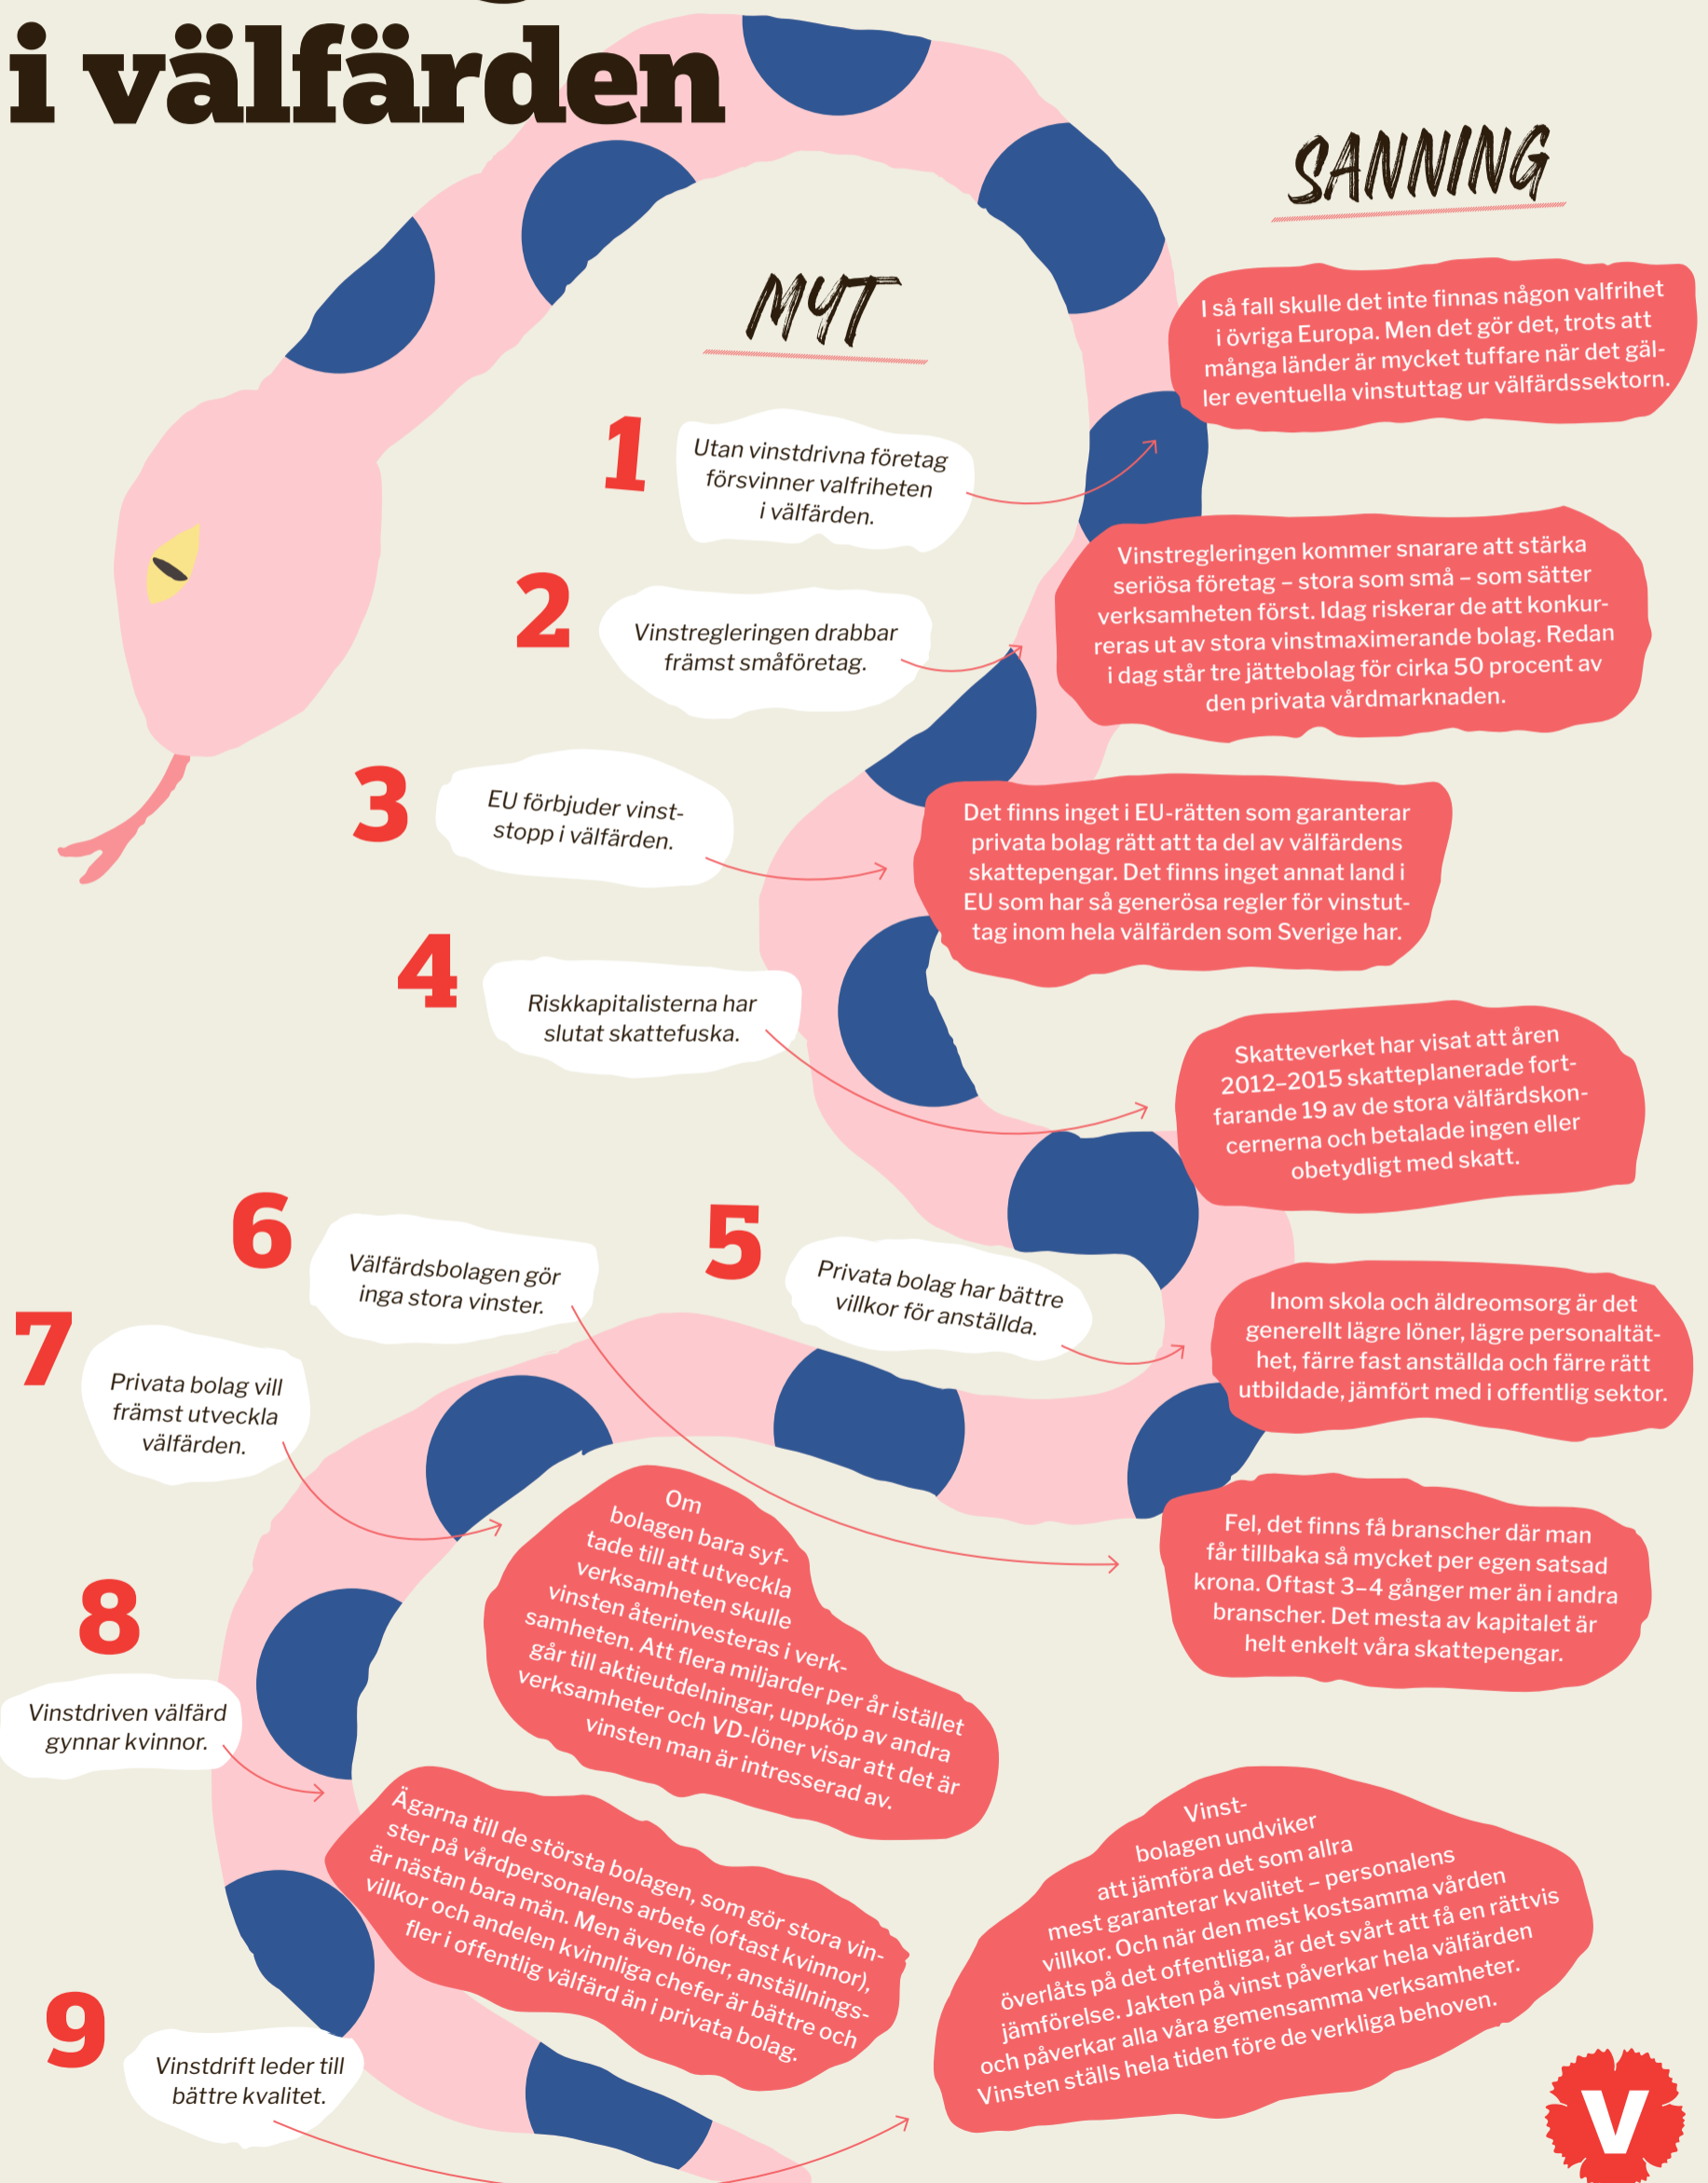 i välfärden
SANNING
MYT
1
Utan vinstdrivna företag
försvinner valfriheten
i välfärden.
I så fall skulle det inte finnas någon valfrihet
i övriga Europa. Men det gör det, trots att
många länder är mycket tuffare när det gäl-
ler eventuella vinstuttag ur välfärdssektorn.
2
Vinstregleringen drabbar
främst småföretag.
Vinstregleringen kommer snarare att stärka
seriösa företag – stora som små – som sätter
verksamheten först. Idag riskerar de att konkur-
reras ut av stora vinstmaximerande bolag. Redan
i dag står tre jättebolag för cirka 50 procent av
den privata vårdmarknaden.
3
EU förbjuder vinst-
stopp i välfärden.
Det finns inget i EU-rätten som garanterar
privata bolag rätt att ta del av välfärdens
skattepengar. Det finns inget annat land i
EU som har så generösa regler för vinstut-
tag inom hela välfärden som Sverige har.
4
Riskkapitalisterna har
slutat skattefuska.
Skatteverket har visat att åren
2012–2015 skatteplanerade fort-
farande 19 av de stora välfärdskon-
cernerna och betalade ingen eller
obetydligt med skatt.
5
Privata bolag har bättre
villkor för anställda.
Inom skola och äldreomsorg är det
generellt lägre löner, lägre personaltät-
het, färre fast anställda och färre rätt
utbildade, jämfört med i offentlig sektor.
6
Välfärdsbolagen gör
inga stora vinster.
Fel, det finns få branscher där man
får tillbaka så mycket per egen satsad
krona. Oftast 3–4 gånger mer än i andra
branscher. Det mesta av kapitalet är
helt enkelt våra skattepengar.
7
Privata bolag vill
främst utveckla
välfärden.
Om
bolagen bara syf-
tade till att utveckla
verksamheten skulle
vinsten återinvesteras i verk-
samheten. Att flera miljarder per år istället
går till aktieutdelningar, uppköp av andra
verksamheter och VD-löner visar att det är
vinsten man är intresserad av.
8
Vinstdriven välfärd
gynnar kvinnor.
Ägarna till de största bolagen, som gör stora vin-
ster på vårdpersonalens arbete (oftast kvinnor),
är nästan bara män. Men även löner, anställnings-
villkor och andelen kvinnliga chefer är bättre och
fler i offentlig välfärd än i privata bolag.
9
Vinstdrift leder till
bättre kvalitet.
Vinst-
bolagen undviker
att jämföra det som allra
mest garanterar kvalitet – personalens
villkor. Och när den mest kostsamma vården
överlåts på det offentliga, är det svårt att få en rättvis
jämförelse. Jakten på vinst påverkar hela välfärden
och påverkar alla våra gemensamma verksamheter.
Vinsten ställs hela tiden före de verkliga behoven.
V